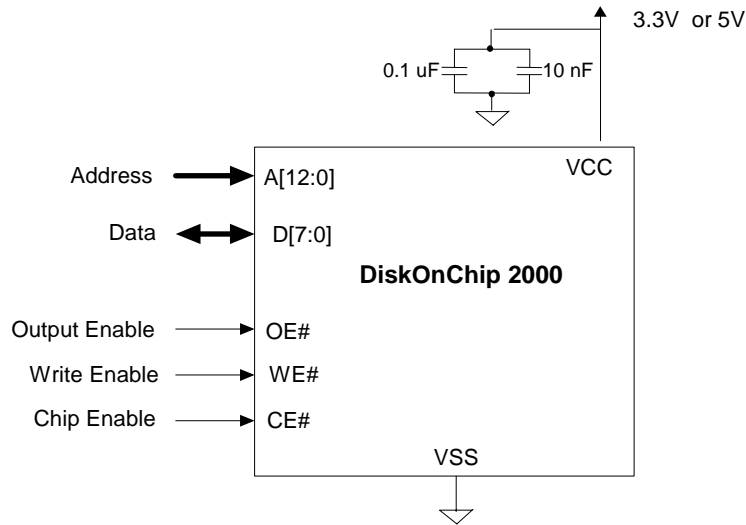 3.3V or 5V
0.1 uF
10 nF
VCC
Address
A[12:0]
Data
D[7:0]
DiskOnChip 2000
Output Enable
OE#
Write Enable
WE#
Chip Enable
CE#
VSS